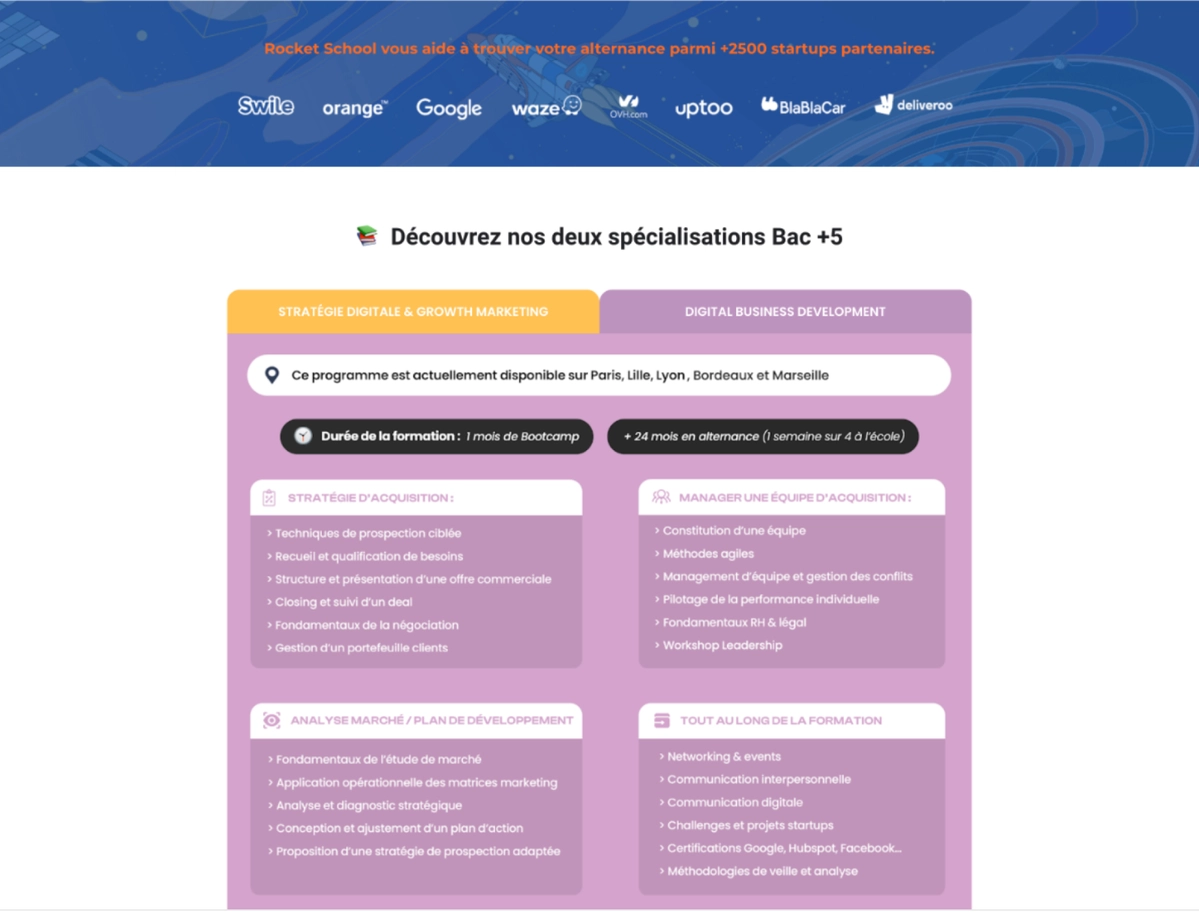 Rocket School vous aide à trouver votre alternance parmi +2500 startups partenaires.
Swile orange™ Google waze OVH.com uptoo BlaBlaCar deliveroo
Découvrez nos deux spécialisations Bac +5
STRATÉGIE DIGITALE & GROWTH MARKETING
DIGITAL BUSINESS DEVELOPMENT
Ce programme est actuellement disponible sur Paris, Lille, Lyon , Bordeaux et Marseille
Durée de la formation : 1 mois de Bootcamp
+ 24 mois en alternance (1 semaine sur 4 à l'école)
STRATÉGIE D'ACQUISITION :
> Techniques de prospection ciblée
> Recueil et qualification de besoins
> Structure et présentation d'une offre commerciale
> Closing et suivi d'un deal
> Fondamentaux de la négociation
> Gestion d'un portefeuille clients
MANAGER UNE ÉQUIPE D'ACQUISITION :
> Constitution d'une équipe
> Méthodes agiles
> Management d'équipe et gestion des conflits
> Pilotage de la performance individuelle
> Fondamentaux RH & légal
> Workshop Leadership
ANALYSE MARCHÉ / PLAN DE DÉVELOPPEMENT
> Fondamentaux de l'étude de marché
> Application opérationnelle des matrices marketing
> Analyse et diagnostic stratégique
> Conception et ajustement d'un plan d'action
> Proposition d'une stratégie de prospection adaptée
TOUT AU LONG DE LA FORMATION
> Networking & events
> Communication interpersonnelle
> Communication digitale
> Challenges et projets startups
> Certifications Google, Hubspot, Facebook...
> Méthodologies de veille et analyse